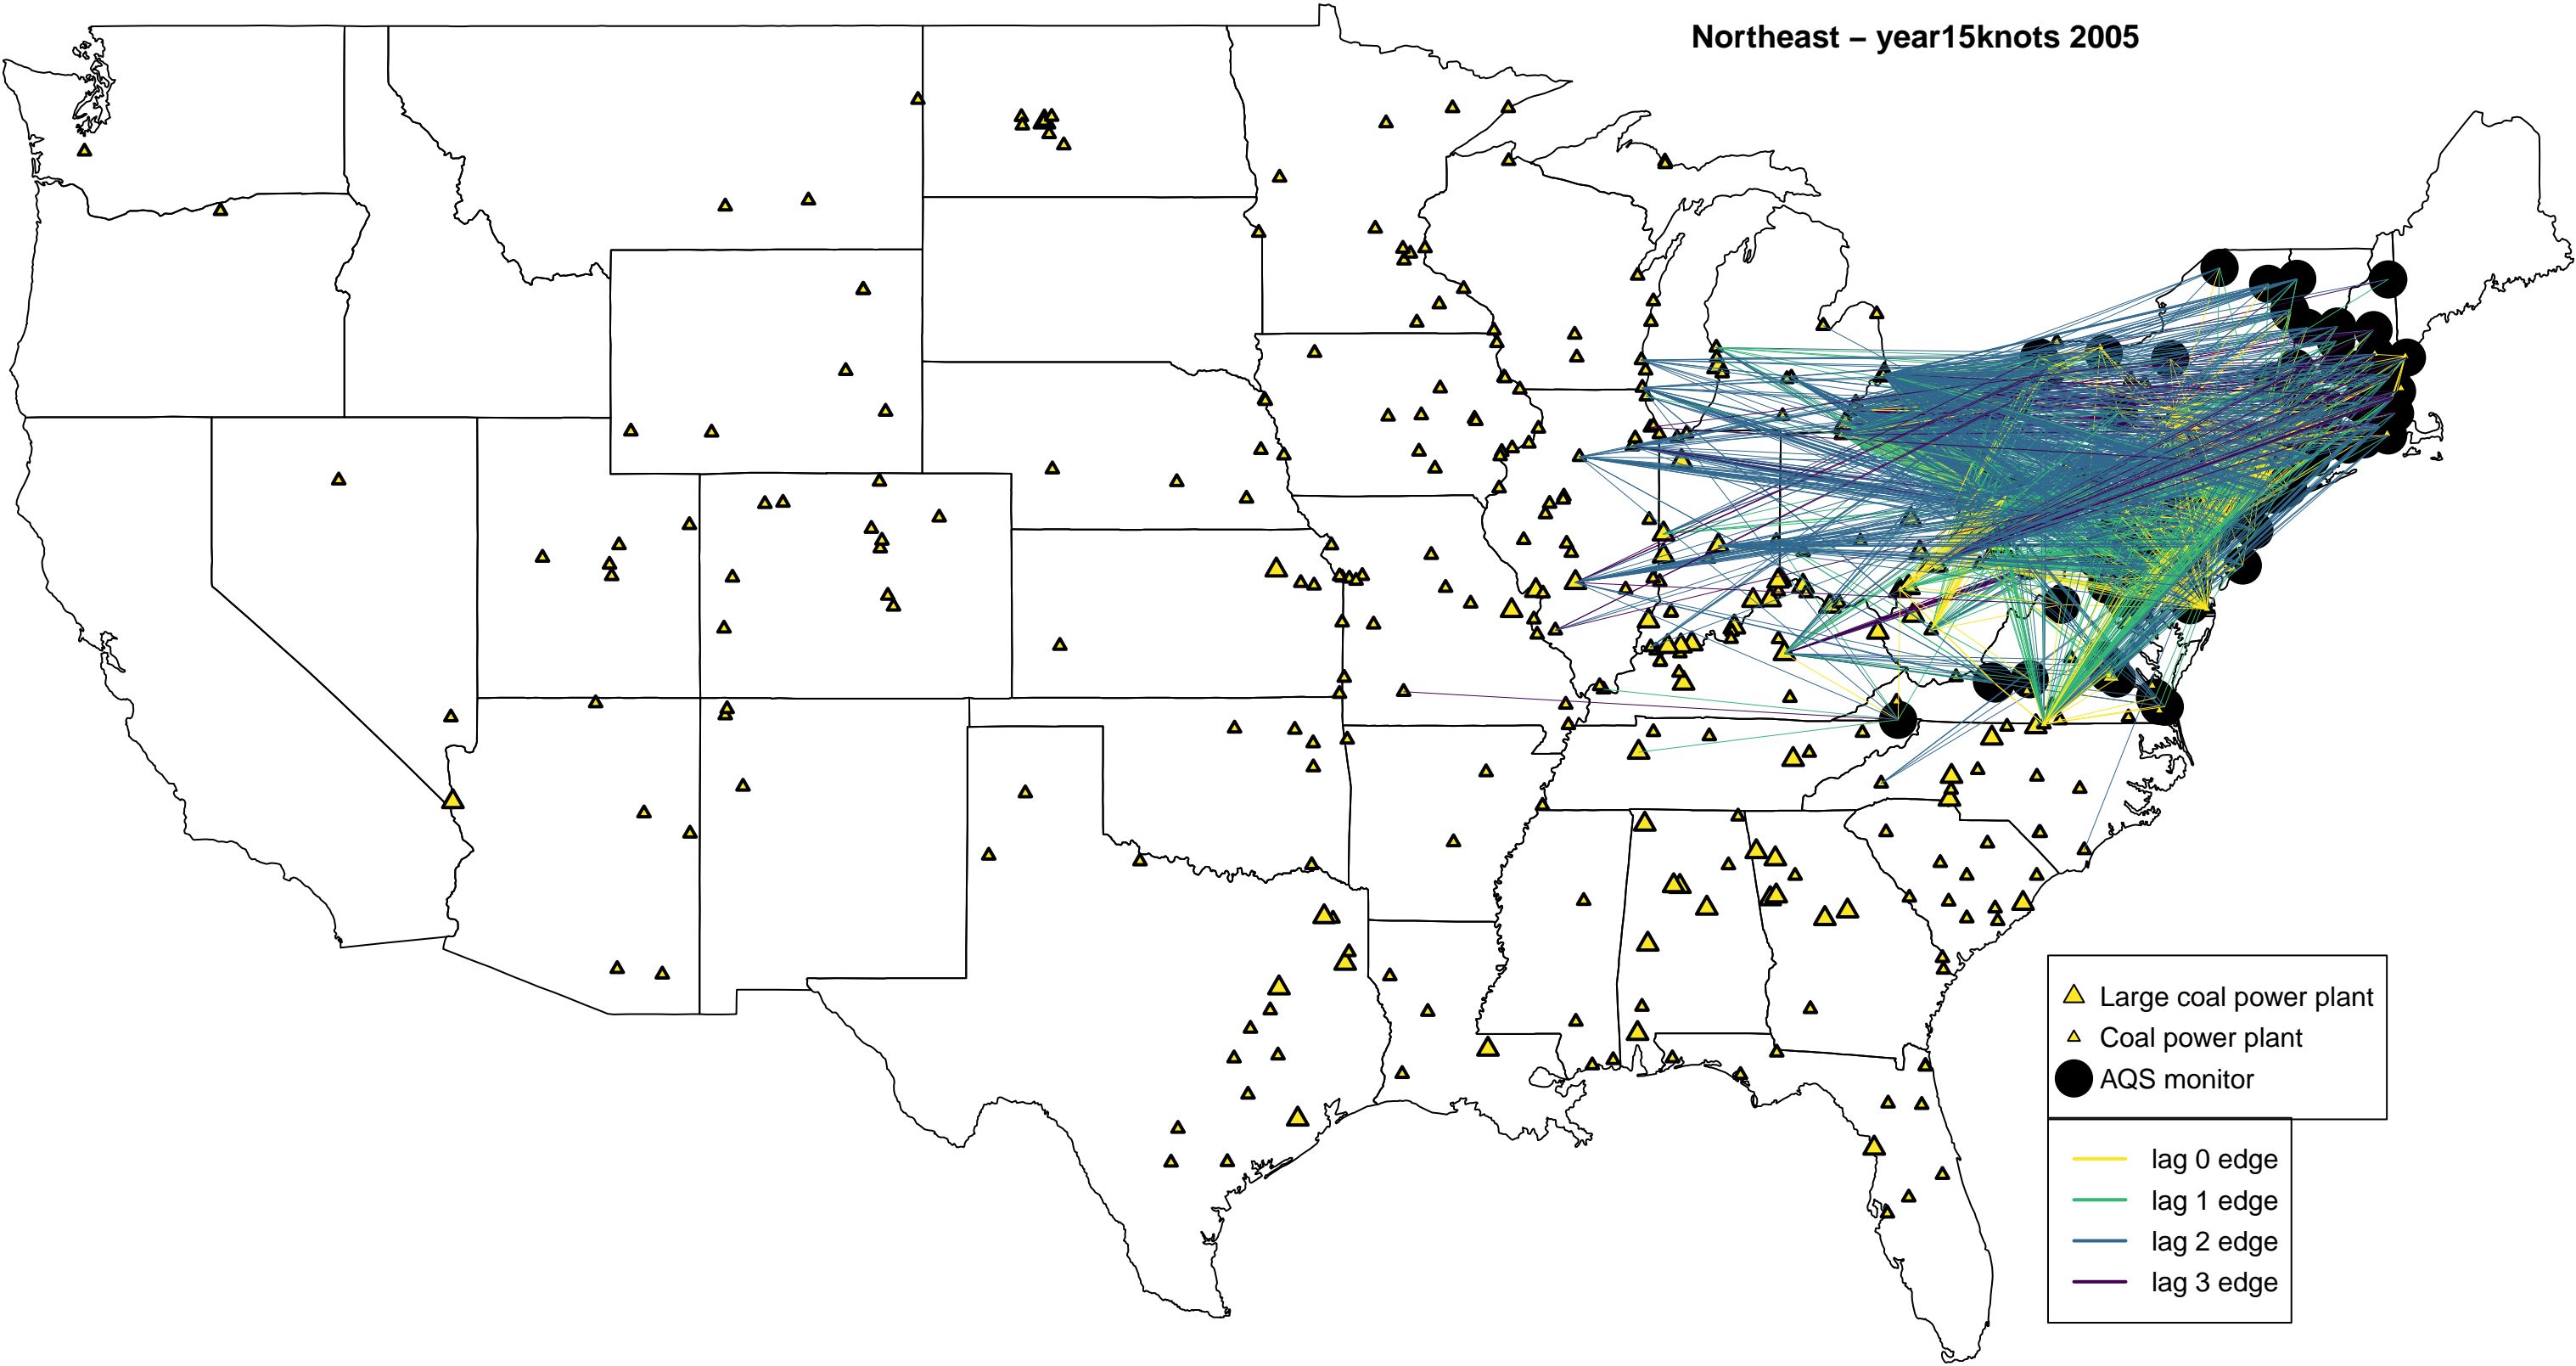 Northeast – year15knots 2005
Large coal power plant
Coal power plant
AQS monitor
lag 0 edge
lag 1 edge
lag 2 edge
lag 3 edge